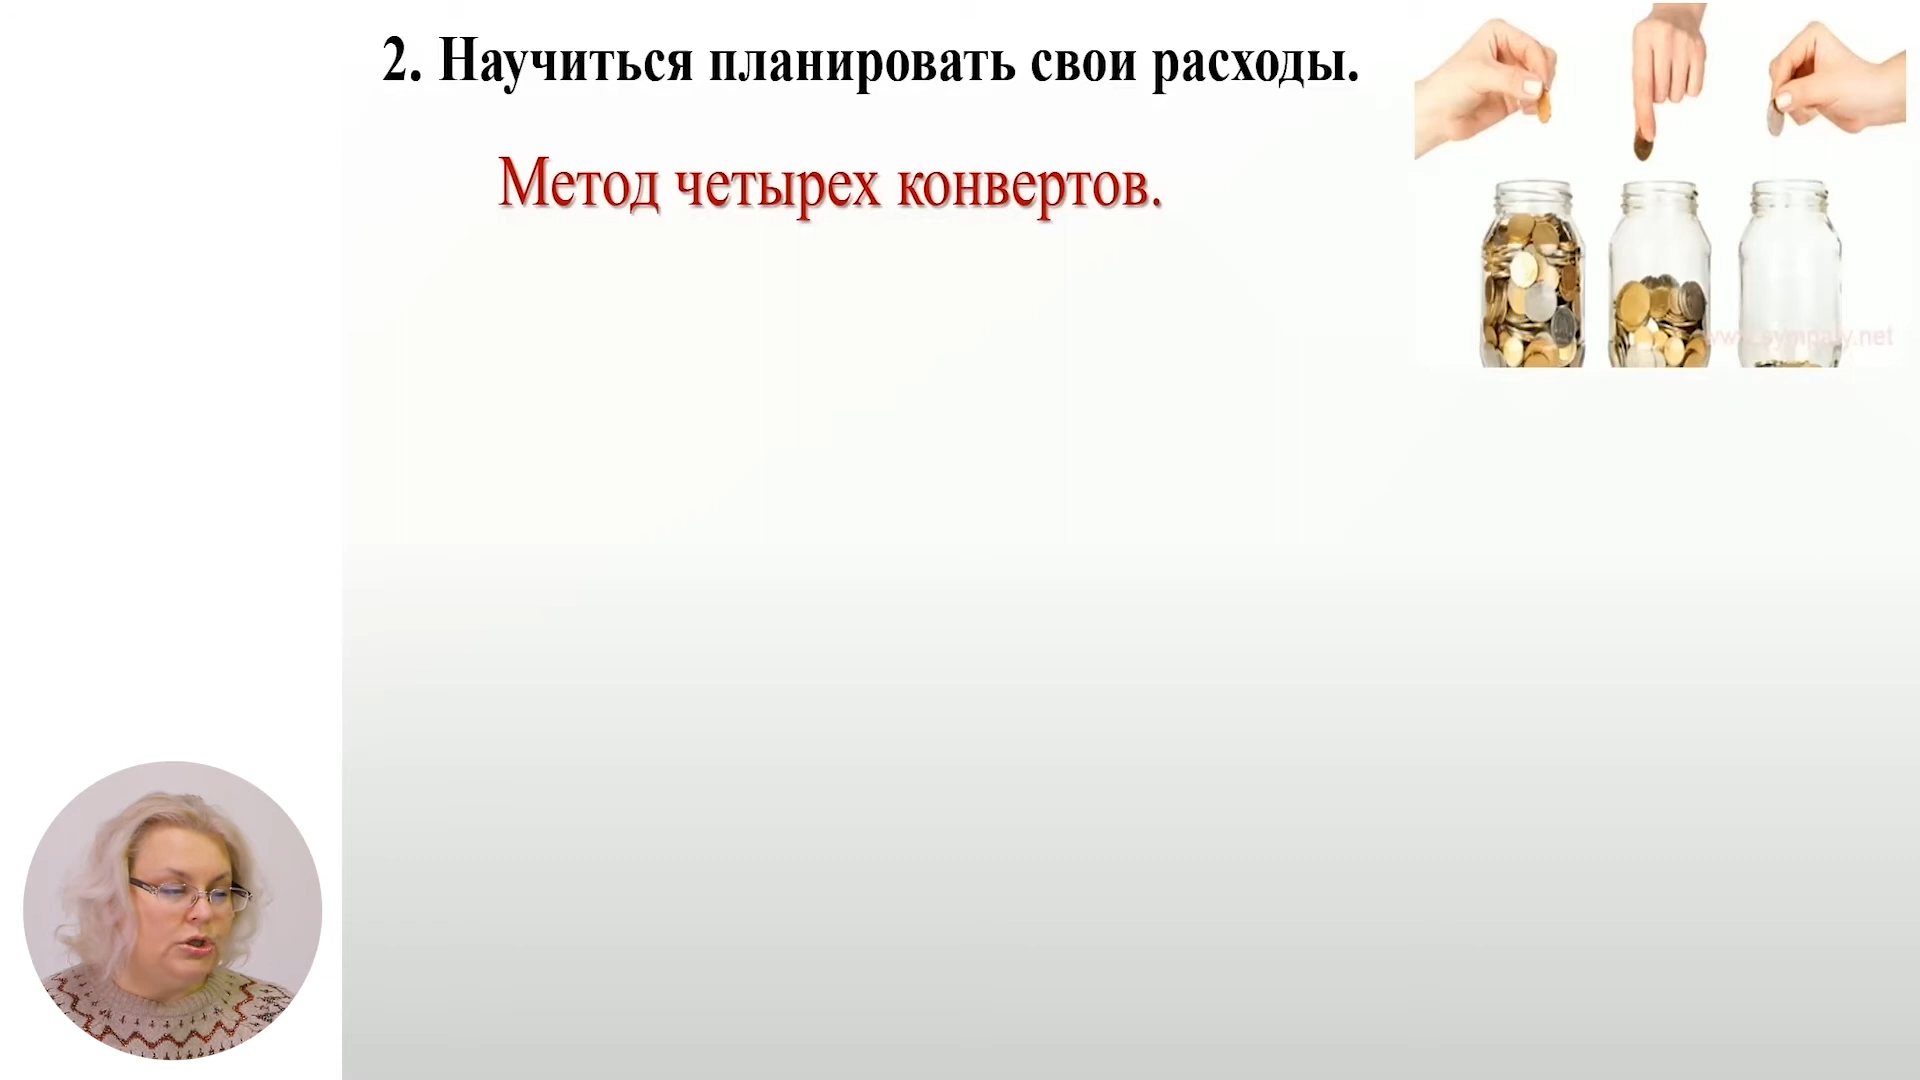 2. Научиться планировать свои расходы.
Метод четырех конвертов.